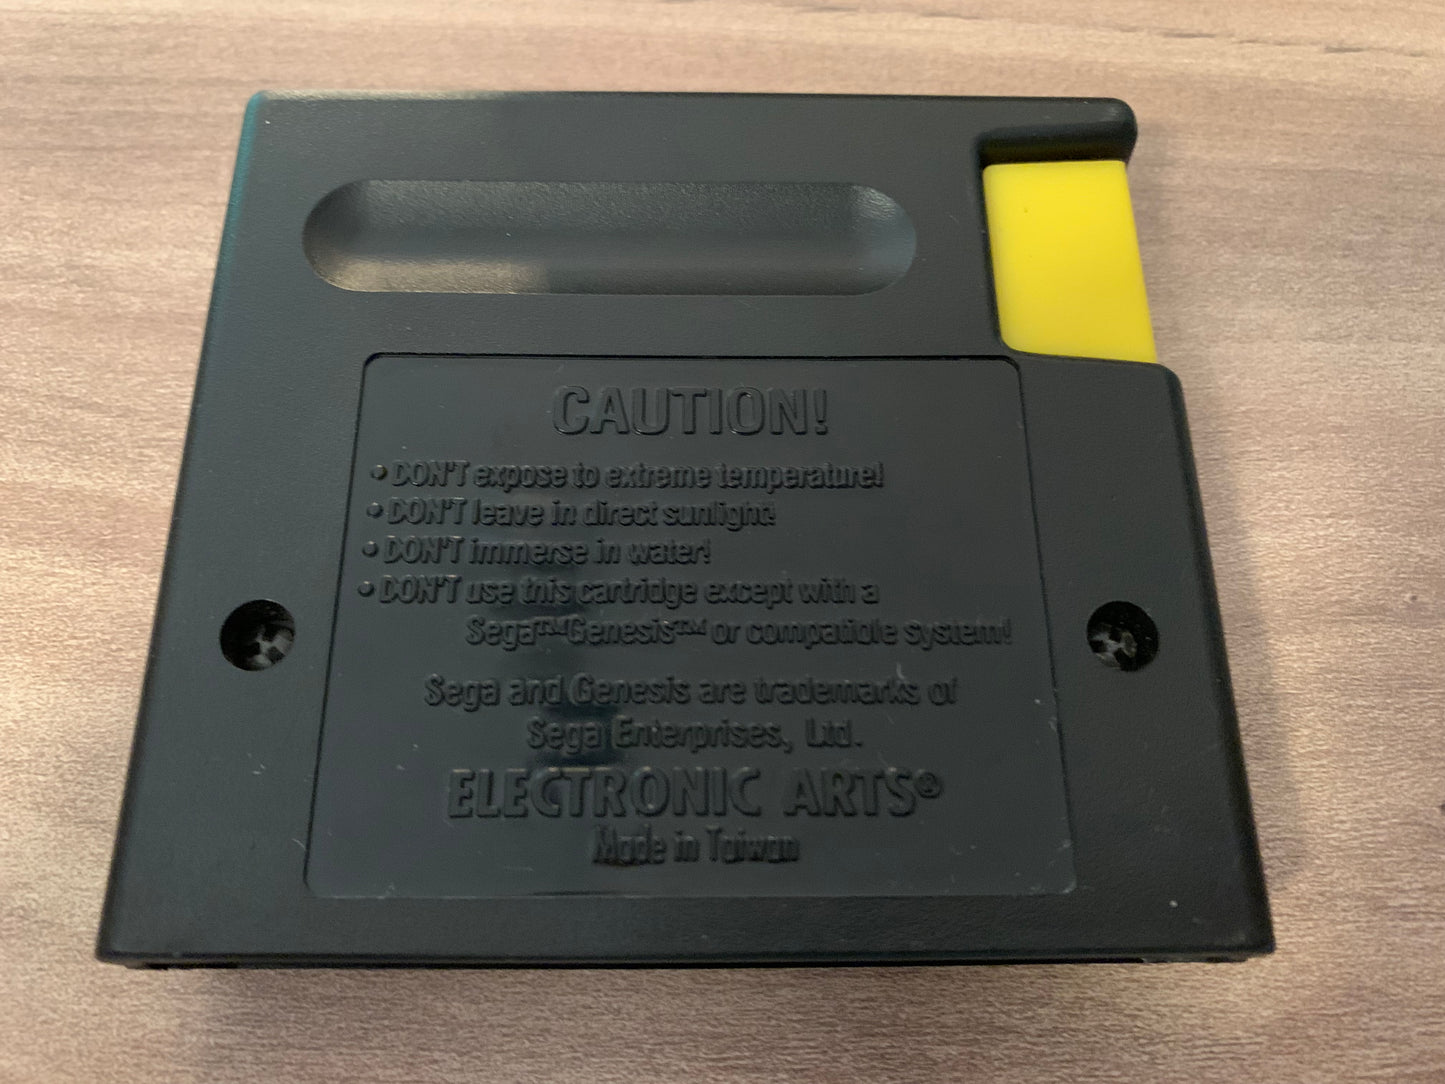 CAUTION!
• DON'T expose to extreme temperature!
• DON'T leave in direct sunlight!
• DON'T immerse in water!
• DON'T use this cartridge except with a
Sega™ Genesis™ or compatible system!
Sega and Genesis are trademarks of
Sega Enterprises, Ltd.
ELECTRONIC ARTS®
Made in Taiwan